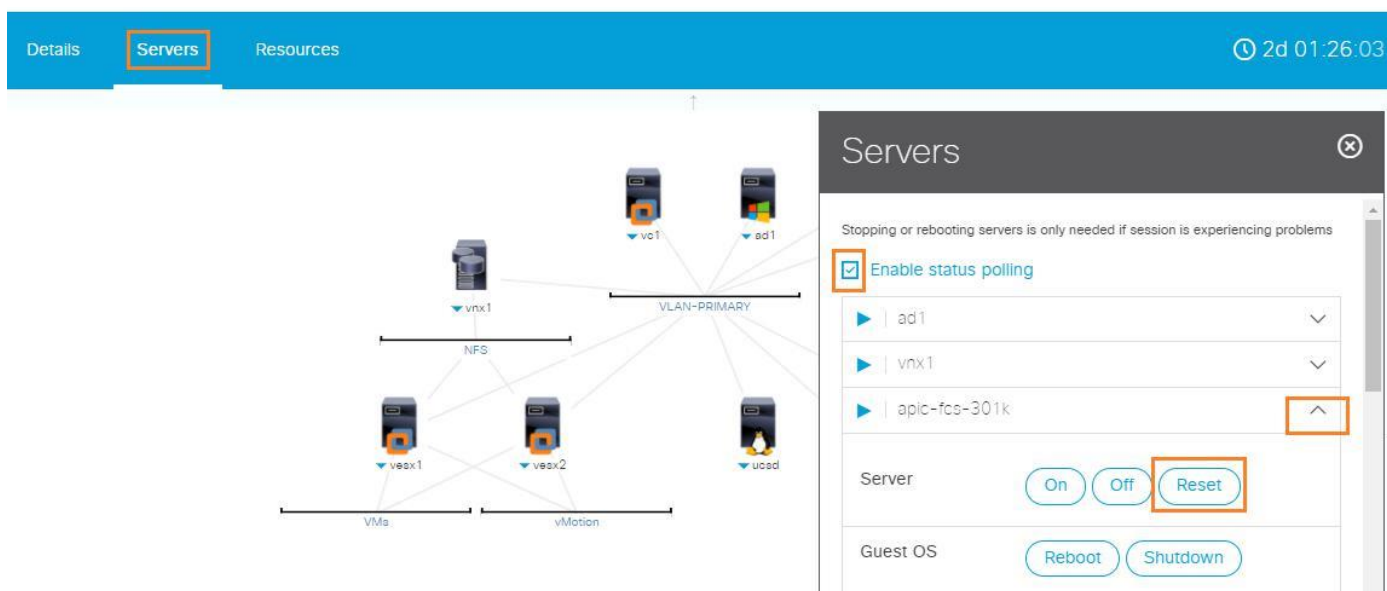 Details Servers Resources 2d 01:26:03
Servers
Stopping or rebooting servers is only needed if session is experiencing problems
Enable status polling
ad1
vnx1
apic-fcs-301k
Server On Off Reset
Guest OS Reboot Shutdown
vc1 ad1
vnx1 VLAN-PRIMARY
NFS
vesx1 vesx2 ucsd
VMs vMotion